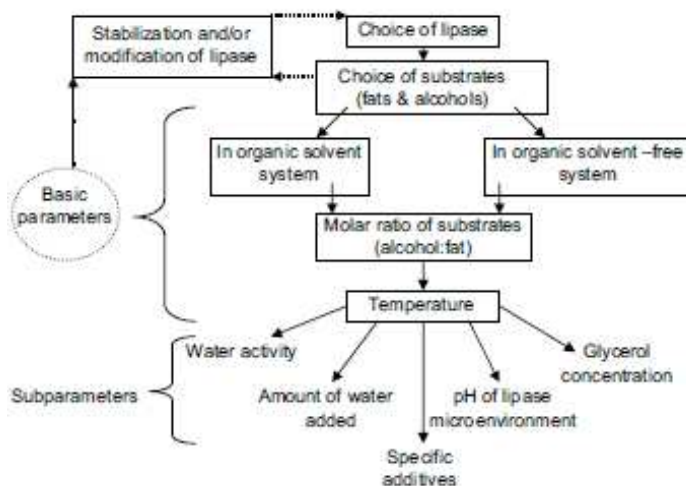 Stabilization and/or
modification of lipase
Choice of lipase
Choice of substrates
(fats & alcohols)
In organic solvent
system
In organic solvent –free
system
Basic
parameters
Molar ratio of substrates
(alcohol:fat)
Temperature
Water activity
Glycerol
concentration
Subparameters
Amount of water
added
pH of lipase
microenvironment
Specific
additives